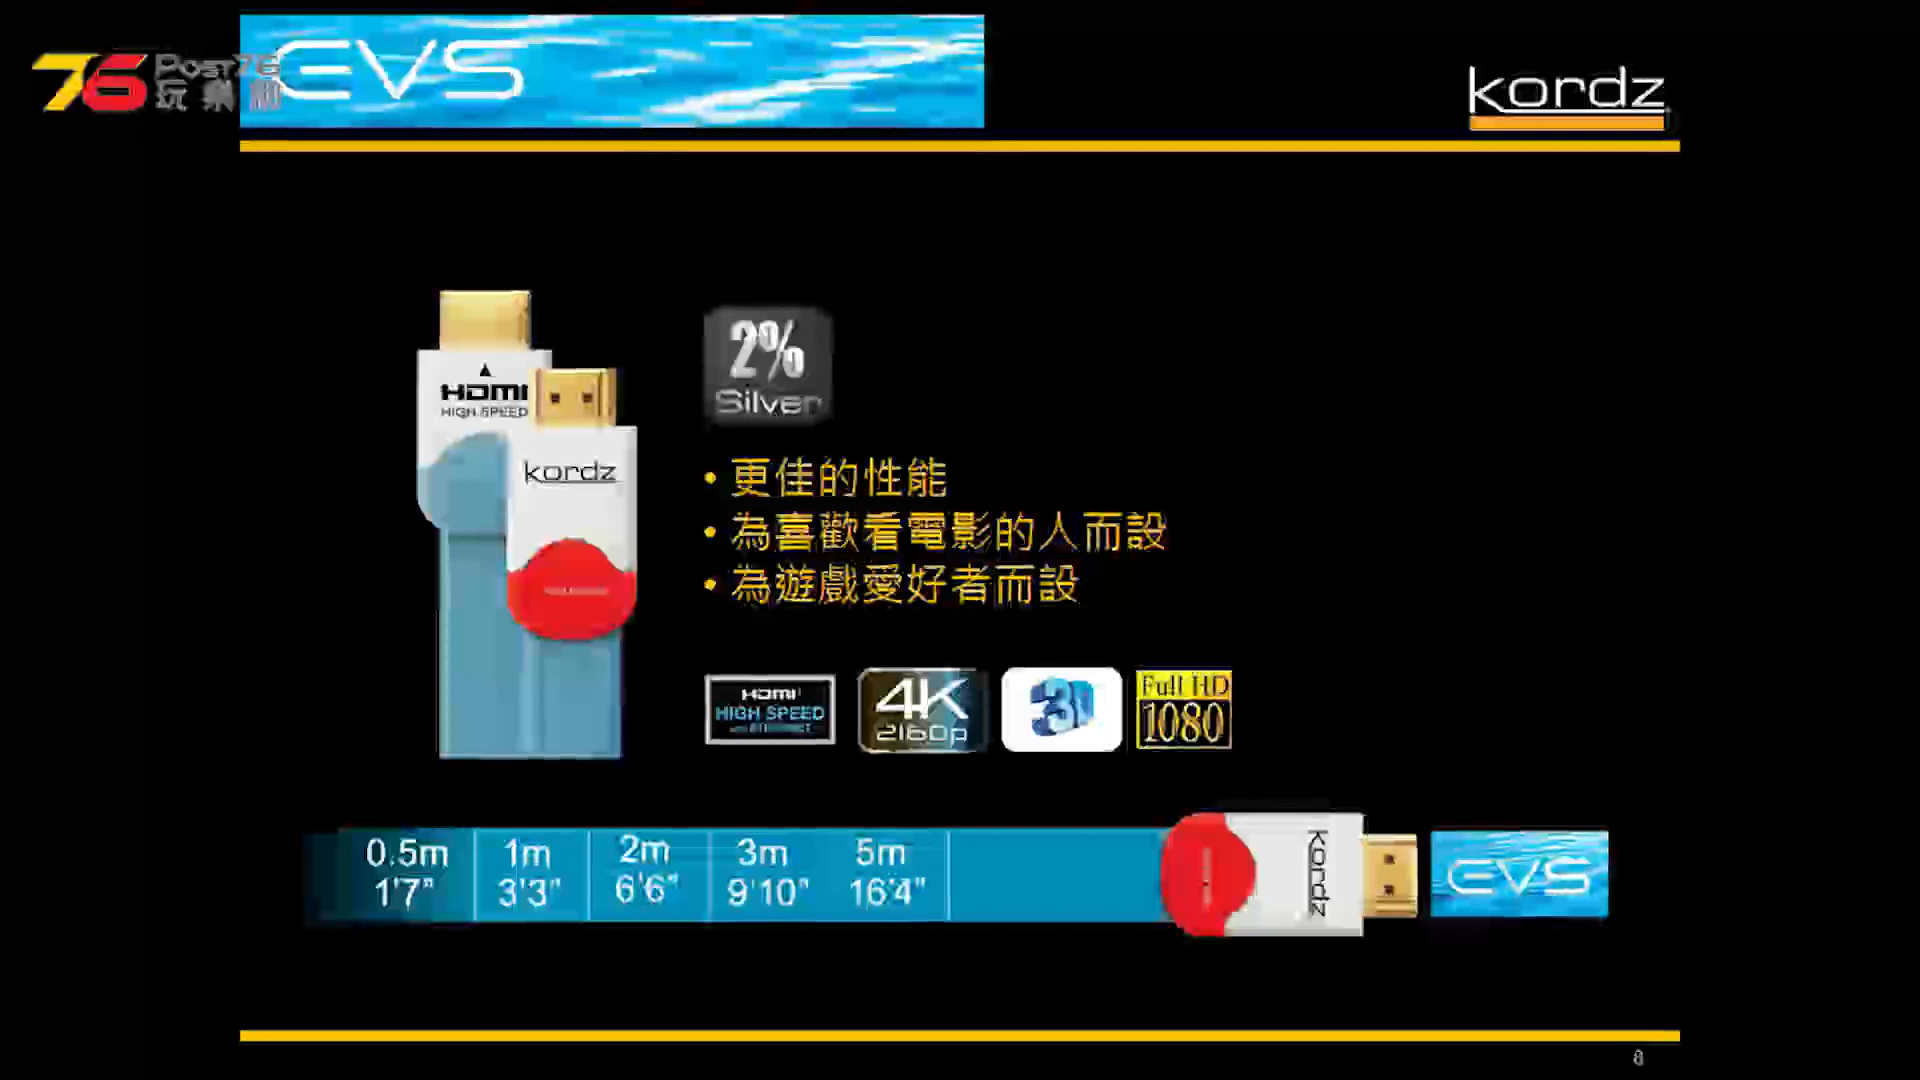 Post76
玩樂網
EVS
kordz
HDMI
HIGH SPEED
kordz
2%
Silver
• 更佳的性能
• 為喜歡看電影的人而設
• 為遊戲愛好者而設
HDMI
HIGH SPEED
with ETHERNET
4K
2160p
3D
Full HD
1080
0.5m 1m 2m 3m 5m
1'7" 3'3" 6'6" 9'10" 16'4"
kordz
EVS
8